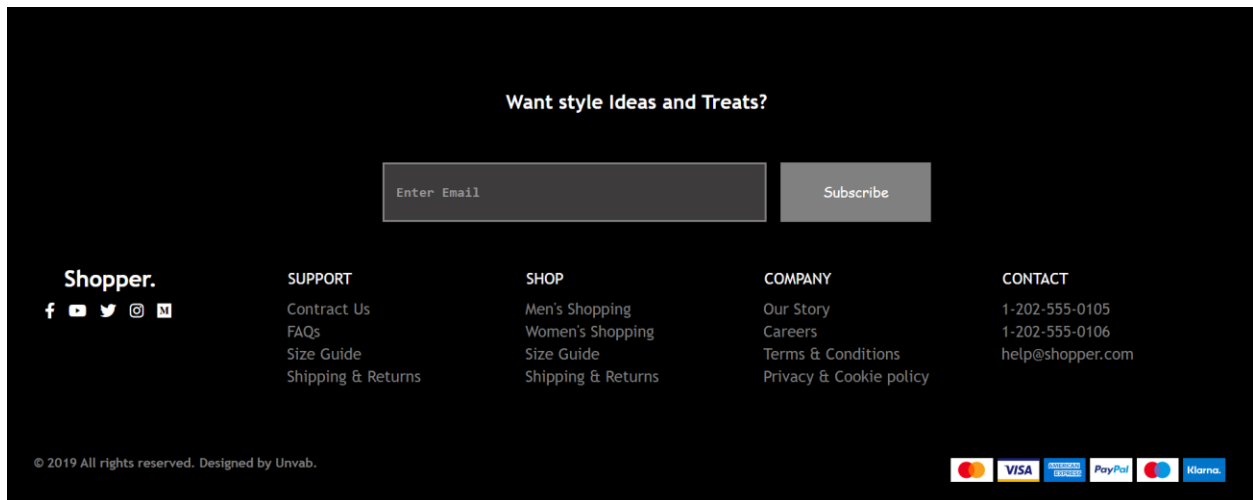 Want style Ideas and Treats?
Enter Email
Subscribe
Shopper.
M
SUPPORT
Contract Us
FAQs
Size Guide
Shipping & Returns
SHOP
Men's Shopping
Women's Shopping
Size Guide
Shipping & Returns
COMPANY
Our Story
Careers
Terms & Conditions
Privacy & Cookie policy
CONTACT
1-202-555-0105
1-202-555-0106
help@shopper.com
© 2019 All rights reserved. Designed by Unvab.
VISA
AMERICAN
EXPRESS
PayPal
Klarna.